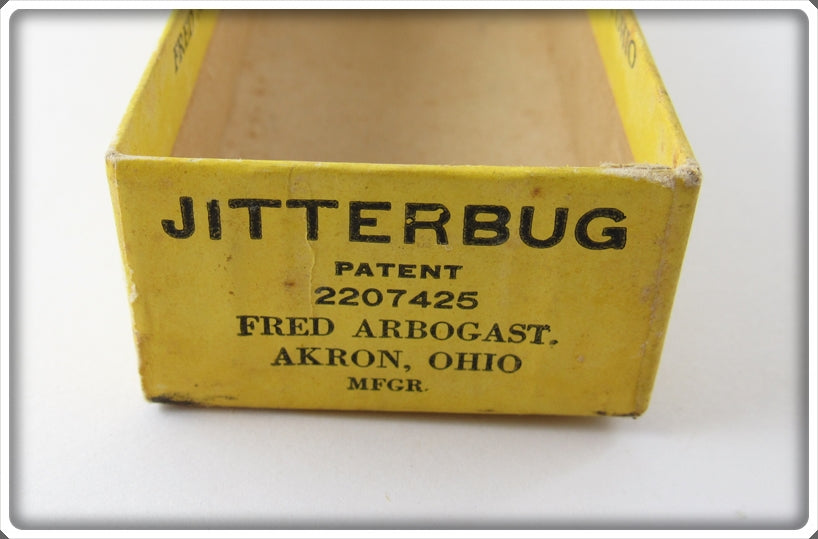 JITTERBUG
PATENT
2207425
FRED ARBOGAST.
AKRON, OHIO
MFGR.